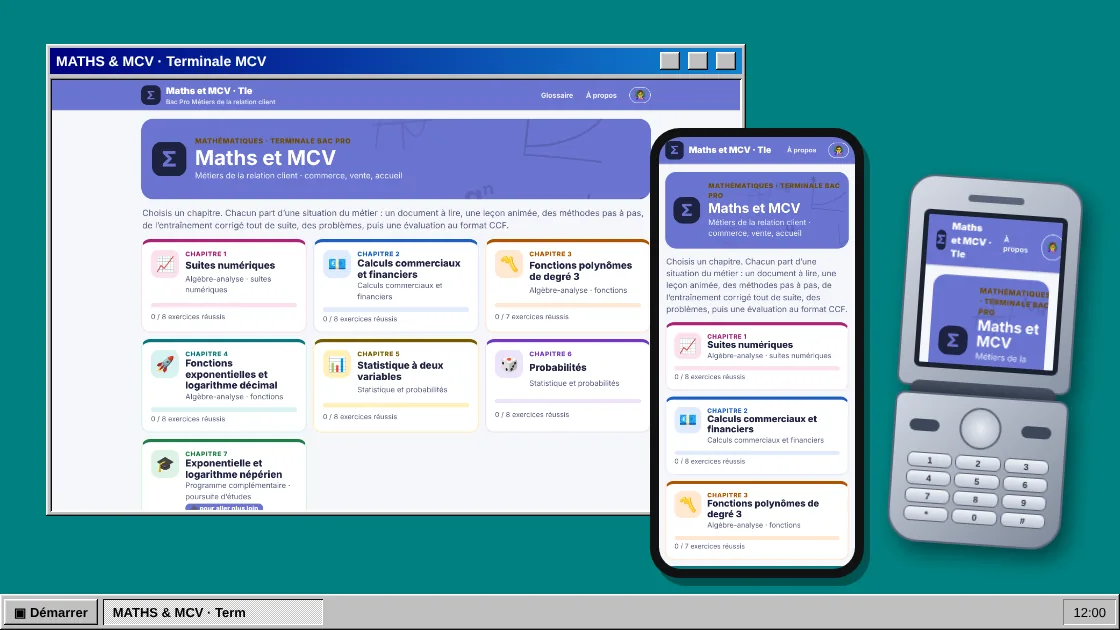 MATHS & MCV · Terminale MCV
Σ
Maths et MCV · Tle
Bac Pro Métiers de la relation client
Glossaire
À propos
Σ
MATHÉMATIQUES · TERMINALE BAC PRO
Maths et MCV
Métiers de la relation client · commerce, vente, accueil
Choisis un chapitre. Chacun part d'une situation du métier : un document à lire, une leçon animée, des méthodes pas à pas,
de l'entraînement corrigé tout de suite, des problèmes, puis une évaluation au format CCF.
CHAPITRE 1
Suites numériques
Algèbre-analyse · suites
numériques
0 / 8 exercices réussis
CHAPITRE 2
Calculs commerciaux
et financiers
Calculs commerciaux et
financiers
0 / 8 exercices réussis
CHAPITRE 3
Fonctions polynômes
de degré 3
Algèbre-analyse · fonctions
0 / 7 exercices réussis
CHAPITRE 4
Fonctions
exponentielles et
logarithme décimal
Algèbre-analyse · fonctions
0 / 8 exercices réussis
CHAPITRE 5
Statistique à deux
variables
Statistique et probabilités
0 / 8 exercices réussis
CHAPITRE 6
Probabilités
Statistique et probabilités
0 / 8 exercices réussis
CHAPITRE 7
Exponentielle et
logarithme népérien
Programme complémentaire ·
poursuite d'études
pour aller plus loin
Σ
Maths et MCV · Tle
À propos
Σ
MATHÉMATIQUES · TERMINALE BAC
PRO
Maths et MCV
Métiers de la relation client ·
commerce, vente, accueil
Choisis un chapitre. Chacun part d'une
situation du métier : un document à lire, une
leçon animée, des méthodes pas à pas, de
l'entraînement corrigé tout de suite, des
problèmes, puis une évaluation au format CCF.
CHAPITRE 1
Suites numériques
Algèbre-analyse · suites numériques
0 / 8 exercices réussis
CHAPITRE 2
Calculs commerciaux et
financiers
Calculs commerciaux et financiers
0 / 8 exercices réussis
CHAPITRE 3
Fonctions polynômes de
degré 3
Algèbre-analyse · fonctions
0 / 7 exercices réussis
Σ
Maths
et MCV ·
Tle
À
propos
MATHÉMATIQUES
· TERMINALE BAC
PRO
Σ
Maths et
MCV
Métiers de la
1
2
3
4
5
6
7
8
9
*
0
#
▣ Démarrer
MATHS & MCV · Term
12:00